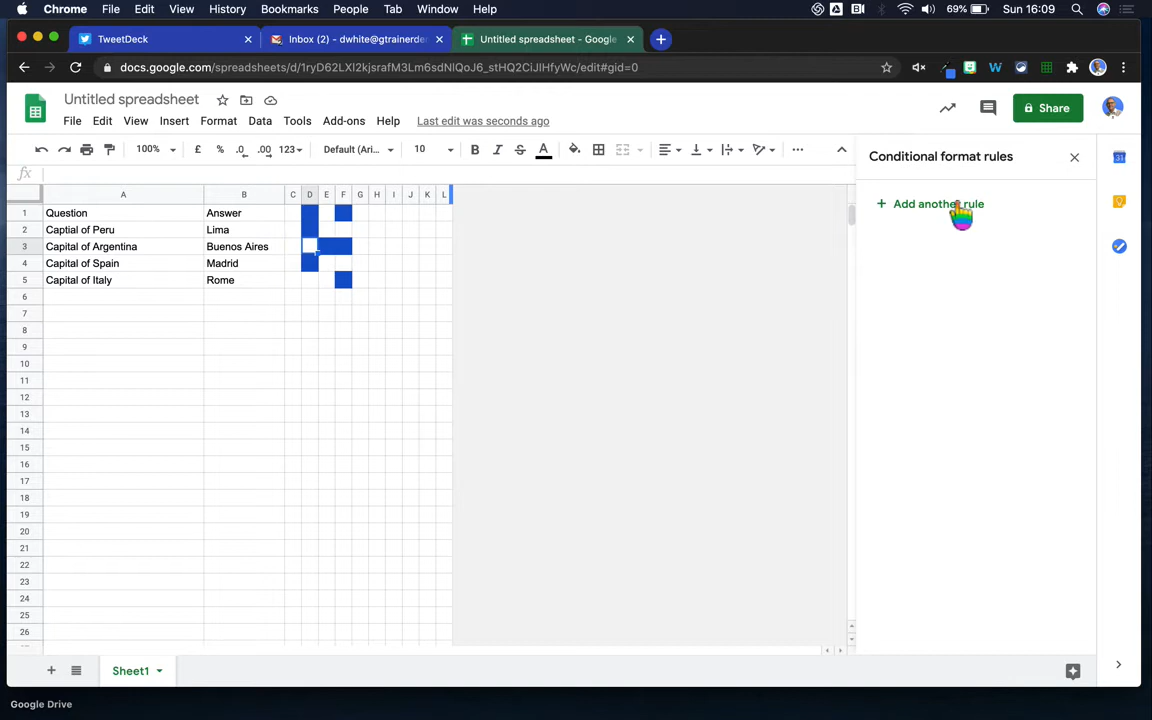 Chrome File Edit View History Bookmarks People Tab Window Help 69% Sun 16:09
TweetDeck Inbox (2) - dwhite@gtrainerde Untitled spreadsheet - Google
docs.google.com/spreadsheets/d/1ryD62LXI2kjsrafM3Lm6sdNlQoJ6_stHQ2CiJlHfyWc/edit#gid=0
Untitled spreadsheet
Share
File Edit View Insert Format Data Tools Add-ons Help Last edit was seconds ago
100% £ % .0 .00 123 Default (Ari... 10 B I S A
Conditional format rules
fx
A B C D E F G H I J K L
+ Add another rule
1 Question Answer
2 Captial of Peru Lima
3 Capital of Argentina Buenos Aires
4 Capital of Spain Madrid
5 Capital of Italy Rome
6
7
8
9
10
11
12
13
14
15
16
17
18
19
20
21
22
23
24
25
26
Sheet1
Google Drive